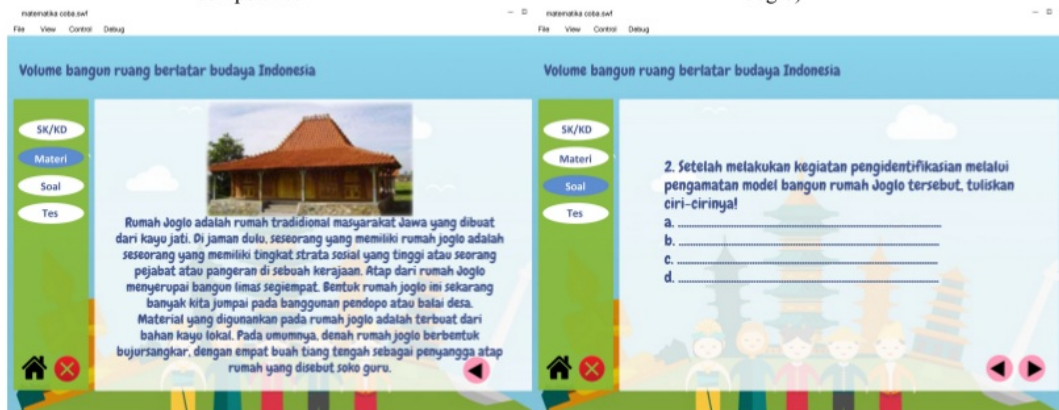 matematika coba.swf
File View Control Debug
Volume bangun ruang berlatar budaya Indonesia
SK/KD
Materi
Soal
Tes
Rumah Joglo adalah rumah tradidional masyarakat Jawa yang dibuat
dari kayu jati. Di jaman dulu, seseorang yang memiliki rumah joglo adalah
seseorang yang memiliki tingkat strata sosial yang tinggi atau seorang
pejabat atau pangeran di sebuah kerajaan. Atap dari rumah Joglo
menyerupai bangun limas segiempat. Bentuk rumah joglo ini sekarang
banyak kita jumpai pada banggunan pendopo atau balai desa.
Material yang digunankan pada rumah joglo adalah terbuat dari
bahan kayu lokal. Pada umumnya, denah rumah joglo berbentuk
bujursangkar, dengan empat buah tiang tengah sebagai penyangga atap
rumah yang disebut soko guru.
matematika coba.swf
File View Control Debug
Volume bangun ruang berlatar budaya Indonesia
SK/KD
Materi
Soal
Tes
2. Setelah melakukan kegiatan pengidentifikasian melalui
pengamatan model bangun rumah Joglo tersebut, tuliskan
ciri-cirinya!
a.
b.
c.
d.